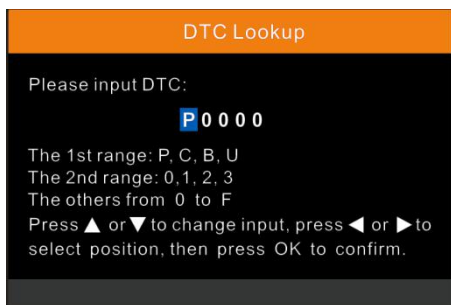 DTC Lookup
Please input DTC:
P0000
The 1st range: P, C, B, U
The 2nd range: 0,1, 2, 3
The others from 0 to F
Press ▲ or ▼ to change input, press ◀ or ▶ to
select position, then press OK to confirm.